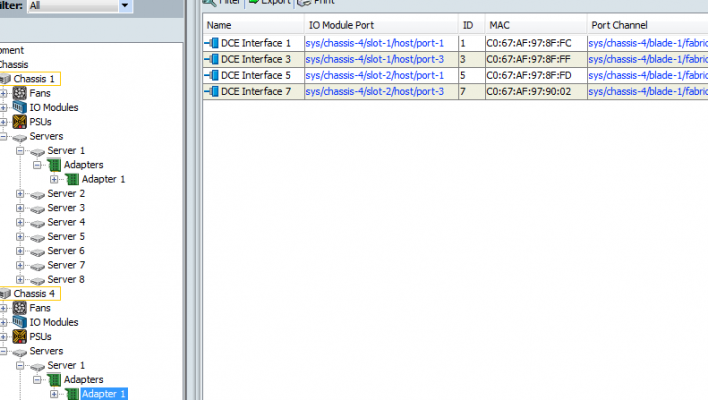 Filter: All
Filter Export Print
pment
Chassis
Chassis 1
Fans
IO Modules
PSUs
Servers
Server 1
Adapters
Adapter 1
Server 2
Server 3
Server 4
Server 5
Server 6
Server 7
Server 8
Chassis 4
Fans
IO Modules
PSUs
Servers
Server 1
Adapters
Adapter 1
Name IO Module Port ID MAC Port Channel
DCE Interface 1 sys/chassis-4/slot-1/host/port-1 1 C0:67:AF:97:8F:FC sys/chassis-4/blade-1/fabric
DCE Interface 3 sys/chassis-4/slot-1/host/port-3 3 C0:67:AF:97:8F:FF sys/chassis-4/blade-1/fabric
DCE Interface 5 sys/chassis-4/slot-2/host/port-1 5 C0:67:AF:97:8F:FD sys/chassis-4/blade-1/fabric
DCE Interface 7 sys/chassis-4/slot-2/host/port-3 7 C0:67:AF:97:90:02 sys/chassis-4/blade-1/fabric